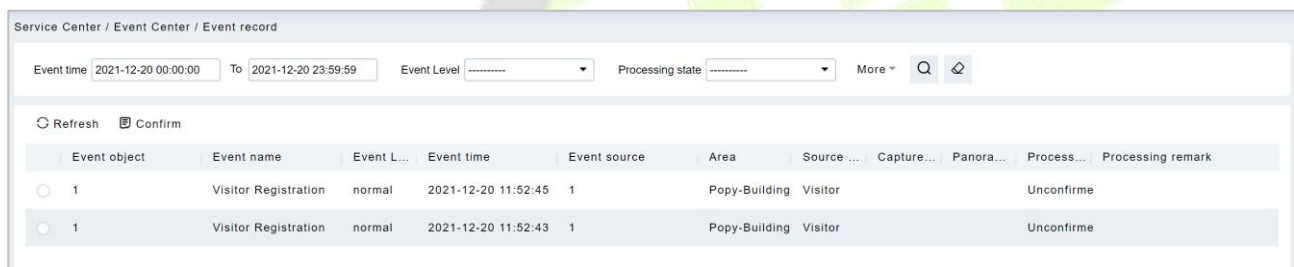 Service Center / Event Center / Event record
Event time 2021-12-20 00:00:00 To 2021-12-20 23:59:59 Event Level ---------- Processing state ---------- More
Refresh Confirm
Event object Event name Event L... Event time Event source Area Source ... Capture... Panora... Process... Processing remark
1 Visitor Registration normal 2021-12-20 11:52:45 1 Popy-Building Visitor Unconfirme
1 Visitor Registration normal 2021-12-20 11:52:43 1 Popy-Building Visitor Unconfirme